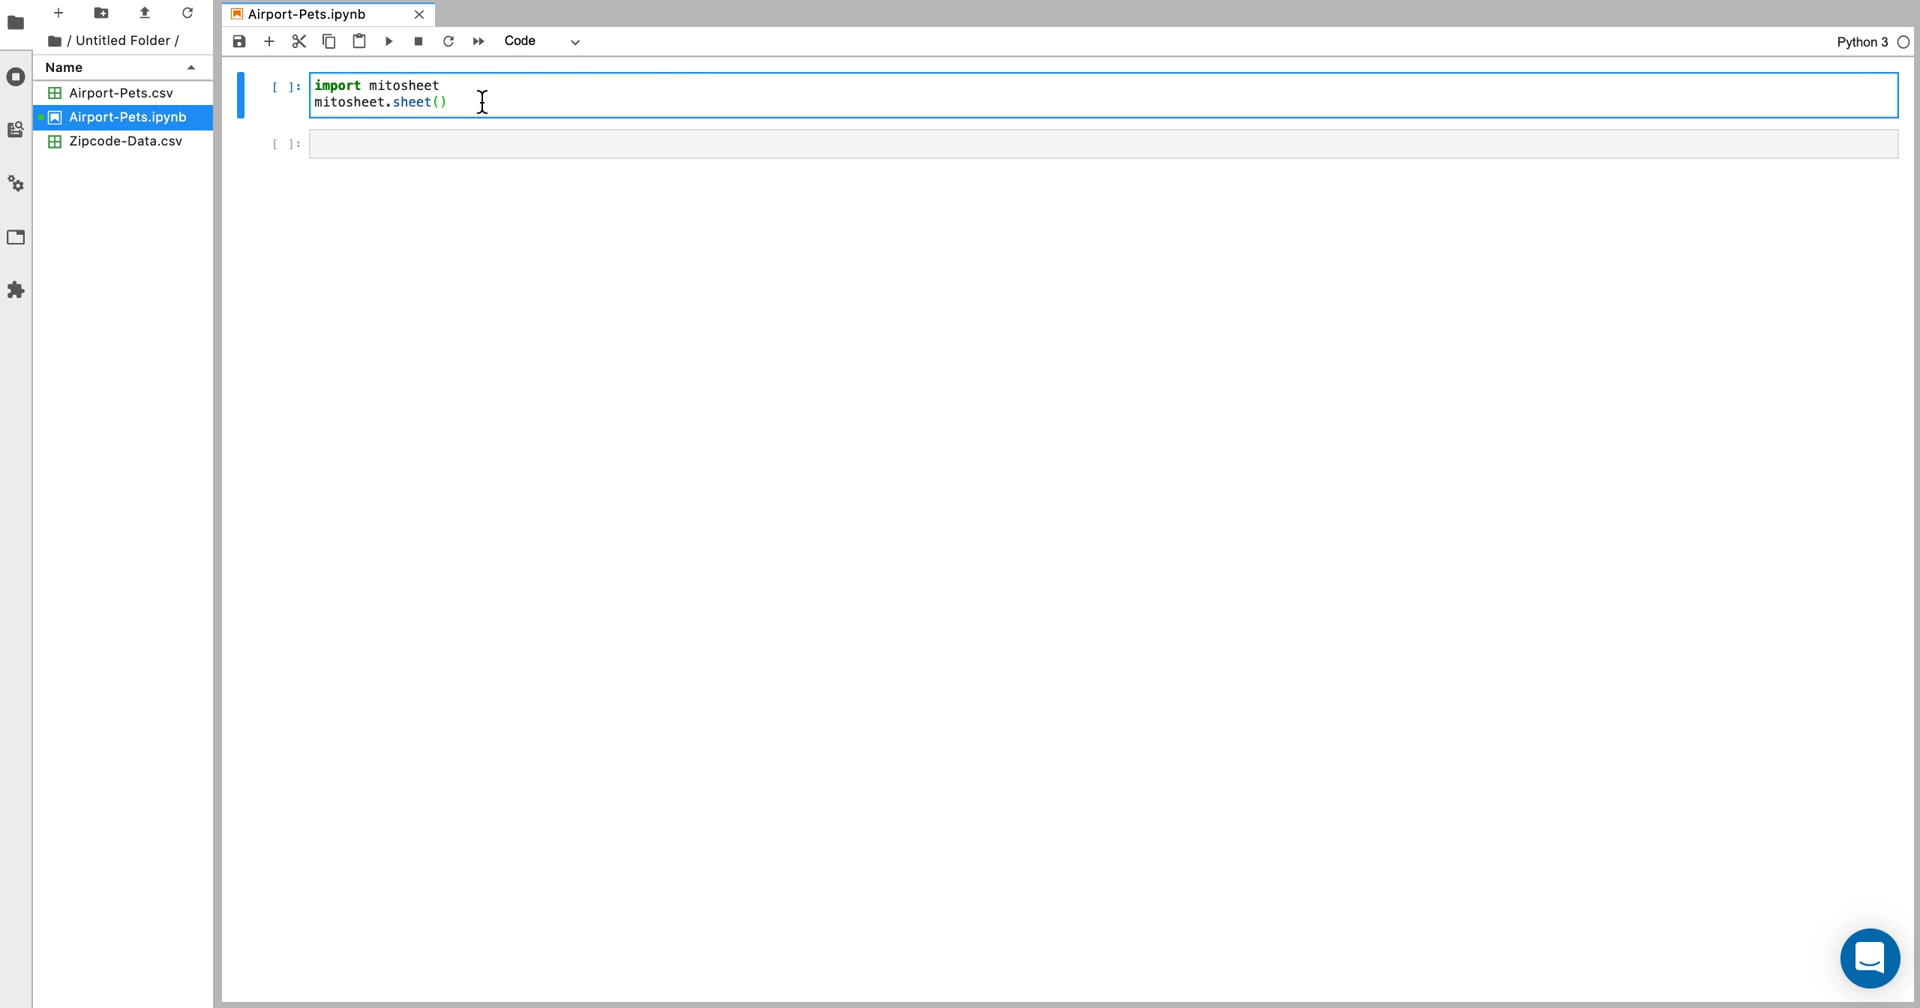 / Untitled Folder /
Name
Airport-Pets.csv
Airport-Pets.ipynb
Zipcode-Data.csv
Airport-Pets.ipynb
Code
Python 3
[ ]: import mitosheet
mitosheet.sheet()
[ ]: